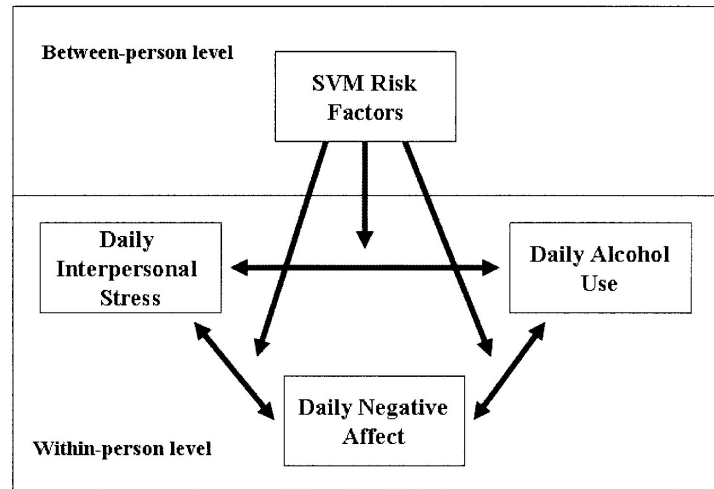 Between-person level
SVM Risk
Factors
Daily
Interpersonal
Stress
Daily Alcohol
Use
Daily Negative
Affect
Within-person level